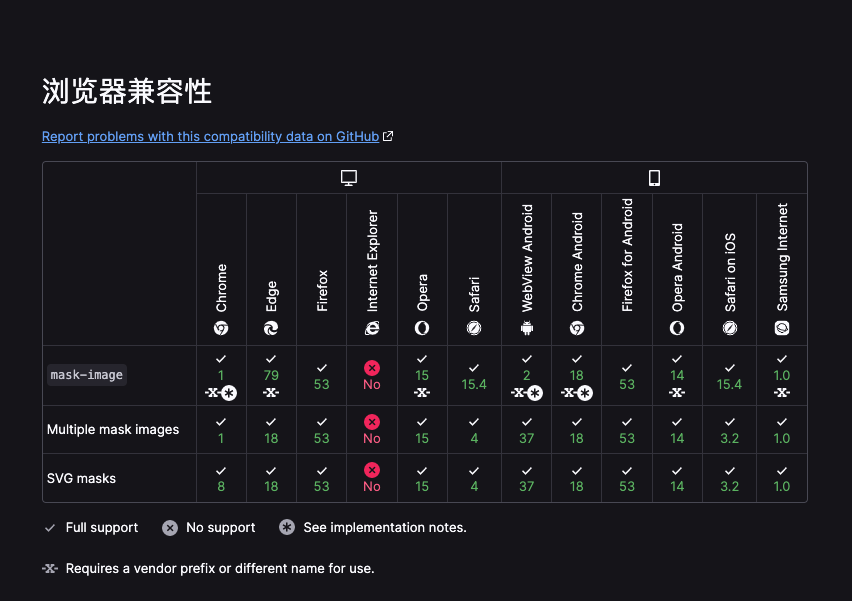 浏览器兼容性
Report problems with this compatibility data on GitHub
Chrome Edge Firefox Internet Explorer Opera Safari WebView Android Chrome Android Firefox for Android Opera Android Safari on iOS Samsung Internet
mask-image 1 79 53 No 15 15.4 2 18 53 14 15.4 1.0
Multiple mask images 1 18 53 No 15 4 37 18 53 14 3.2 1.0
SVG masks 8 18 53 No 15 4 37 18 53 14 3.2 1.0
Full support No support See implementation notes.
Requires a vendor prefix or different name for use.